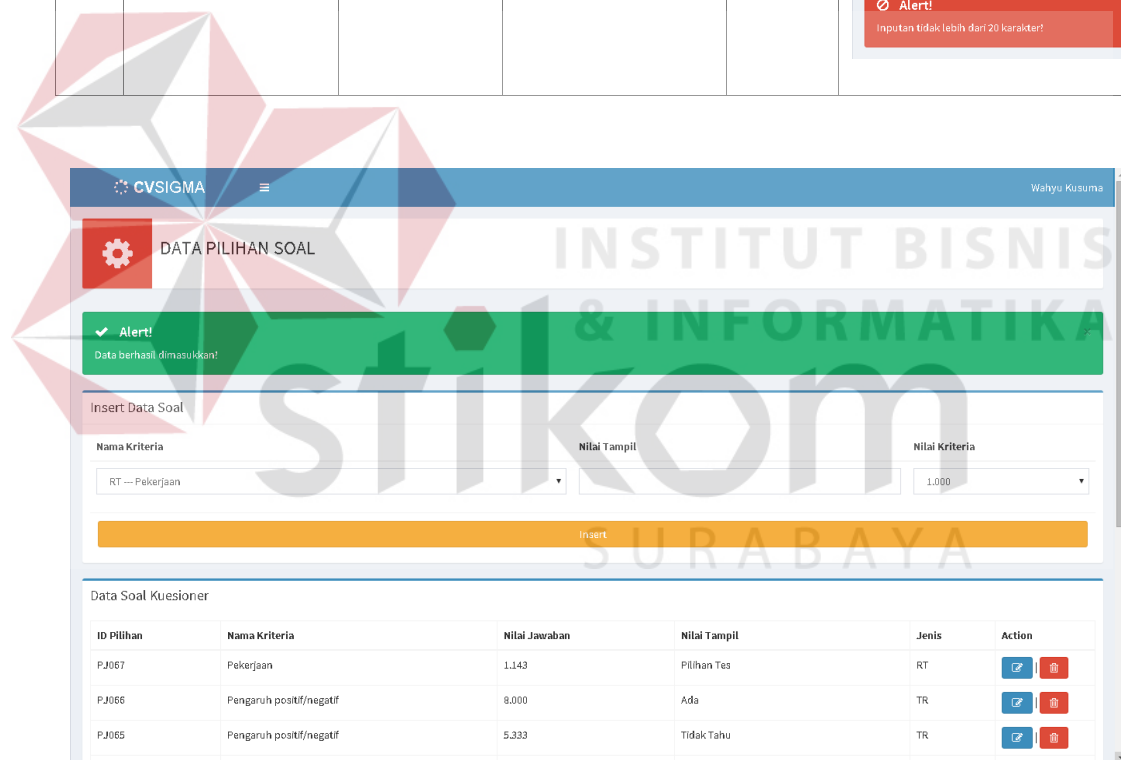 Alert!
Inputan tidak lebih dari 20 karakter!
CVSIGMA
Wahyu Kusuma
DATA PILIHAN SOAL
INSTITUT BISNIS
& INFORMATIKA
stikom
SURABAYA
Alert!
×
Data berhasil dimasukkan!
Insert Data Soal
Nama Kriteria Nilai Tampil Nilai Kriteria
RT --- Pekerjaan 1.000
Insert
Data Soal Kuesioner
ID Pilihan Nama Kriteria Nilai Jawaban Nilai Tampil Jenis Action
PJ067 Pekerjaan 1.143 Pilihan Tes RT |
PJ066 Pengaruh positif/negatif 8.000 Ada TR |
PJ065 Pengaruh positif/negatif 5.333 Tidak Tahu TR |